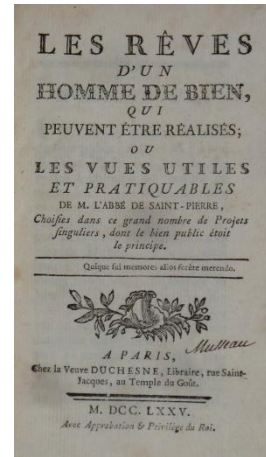 LES RÊVES
D'UN
HOMME DE BIEN,
QUI
PEUVENT ÊTRE RÉALISÉS;
OU
LES VUES UTILES
ET PRATIQUABLES
DE M. L'ABBÉ DE SAINT-PIERRE,
Choisies dans ce grand nombre de Projets
singuliers, dont le bien public étoit
le principe.
Quique sui memores alios fecêre merendo.
A PARIS,
Chez la Veuve DUCHESNE, Libraire, rue Saint-
Jacques, au Temple du Goût.
M. DCC. LXXV.
Avec Approbation & Privilége du Roi.